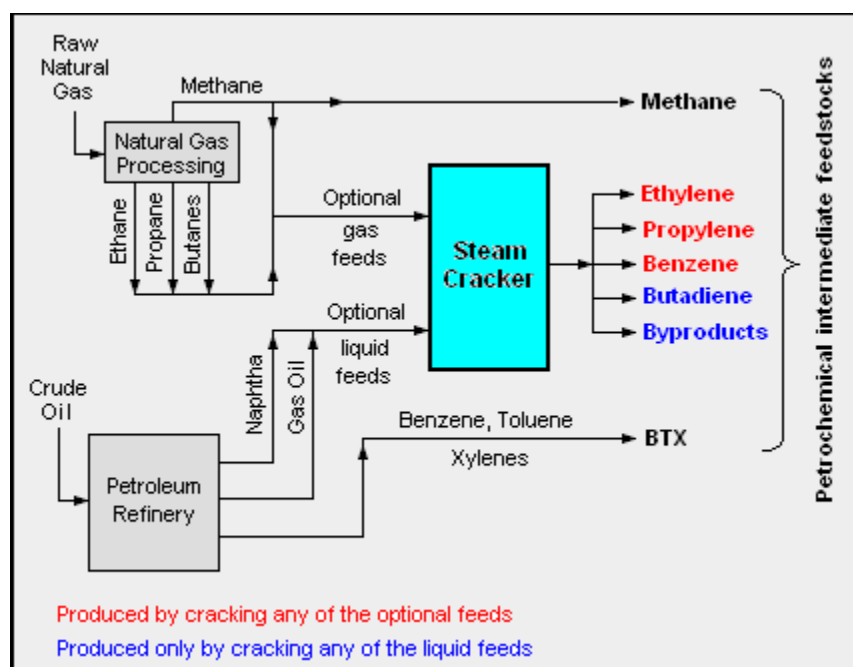 Raw
Natural
Gas
Methane
Methane
Natural Gas
Processing
Ethane
Propane
Butanes
Optional
gas
feeds
Steam
Cracker
Ethylene
Propylene
Benzene
Butadiene
Byproducts
Petrochemical intermediate feedstocks
Optional
liquid
feeds
Naphtha
Gas Oil
Crude
Oil
Petroleum
Refinery
Benzene, Toluene
Xylenes
BTX
Produced by cracking any of the optional feeds
Produced only by cracking any of the liquid feeds